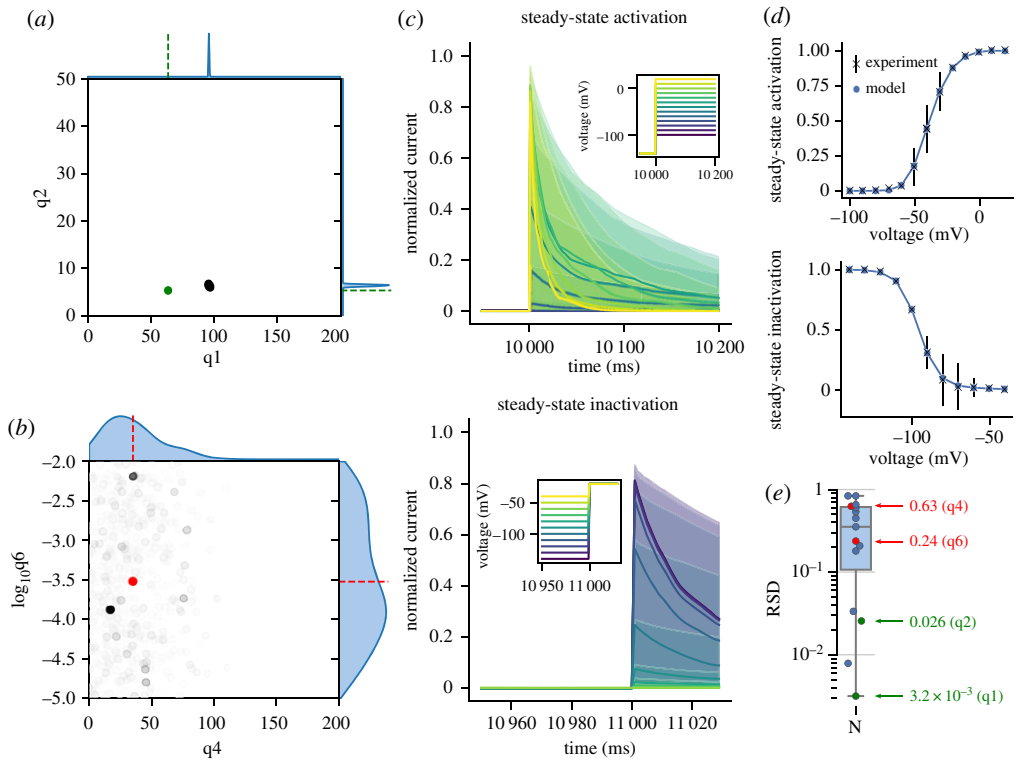 (a)
50
40
30
20
10
0
q2
0
50
100
150
200
q1
(b)
−2.0
−2.5
−3.0
−3.5
−4.0
−4.5
−5.0
log10q6
0
50
100
150
200
q4
(c)
steady-state activation
1.0
0.8
0.6
0.4
0.2
0
normalized current
10 000
10 100
10 200
time (ms)
voltage (mV)
0
−100
10 000
10 200
steady-state inactivation
1.0
0.8
0.6
0.4
0.2
0
normalized current
10 960
10 980
11 000
11 020
time (ms)
voltage (mV)
−50
−100
10 950
11 000
(d)
steady-state activation
1.00
0.75
0.50
0.25
0
experiment
model
−100
−50
0
voltage (mV)
steady-state inactivation
1.0
0.5
0
−100
−50
voltage (mV)
(e)
RSD
1
10−1
10−2
N
0.63 (q4)
0.24 (q6)
0.026 (q2)
3.2 × 10−3 (q1)